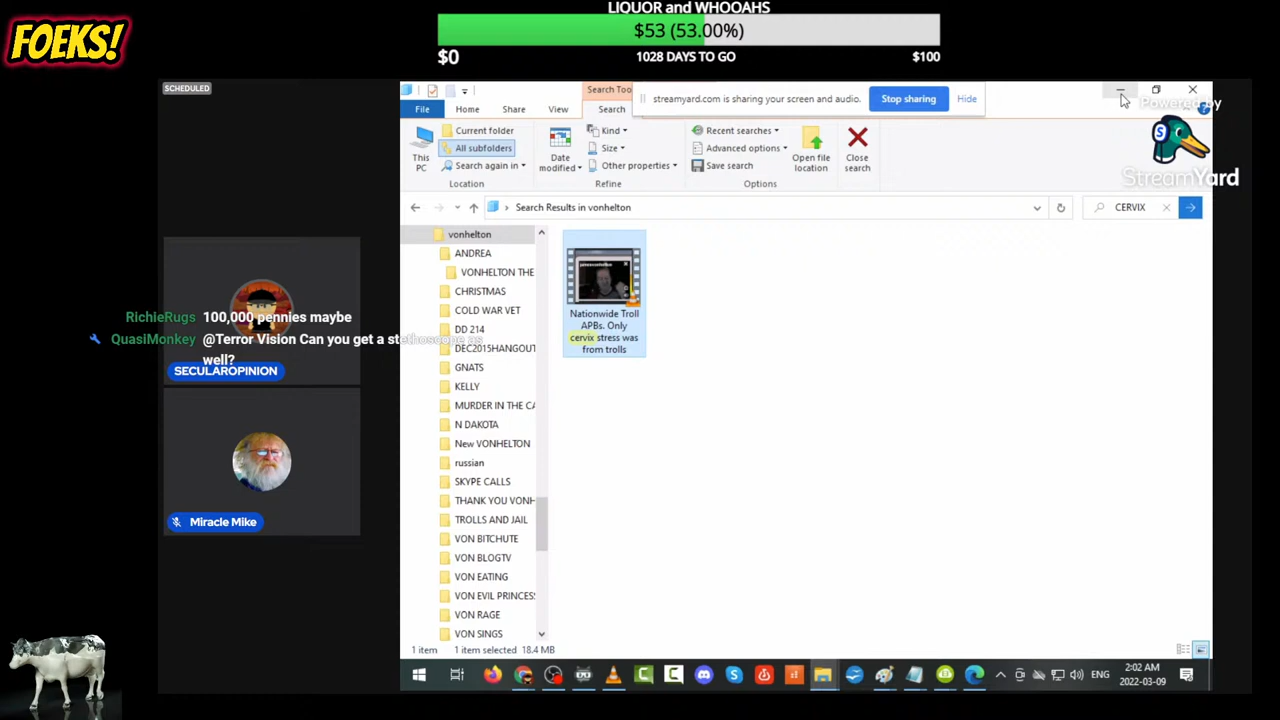 FOEKS!
LIQUOR and WHOOAHS
$53 (53.00%)
$0
1028 DAYS TO GO
$100
SCHEDULED
Search Too
streamyard.com is sharing your screen and audio.
Stop sharing
Hide
Powered by
StreamYard
File
Home
Share
View
Search
This PC
Current folder
All subfolders
Search again in
Location
Date modified
Kind
Size
Other properties
Refine
Recent searches
Advanced options
Save search
Options
Open file location
Close search
Search Results in vonhelton
CERVIX
vonhelton
ANDREA
VONHELTON THE
CHRISTMAS
COLD WAR VET
DD 214
DEC2015HANGOUT
GNATS
KELLY
MURDER IN THE CA
N DAKOTA
New VONHELTON
russian
SKYPE CALLS
THANK YOU VONH
TROLLS AND JAIL
VON BITCHUTE
VON BLOGTV
VON EATING
VON EVIL PRINCES
VON RAGE
VON SINGS
Nationwide Troll
APBs. Only
cervix stress was
from trolls
RichieRugs 100,000 pennies maybe
QuasiMonkey @Terror Vision Can you get a stethoscope as
well?
SECULAROPINION
Miracle Mike
1 item
1 item selected 18.4 MB
ENG
2:02 AM
2022-03-09